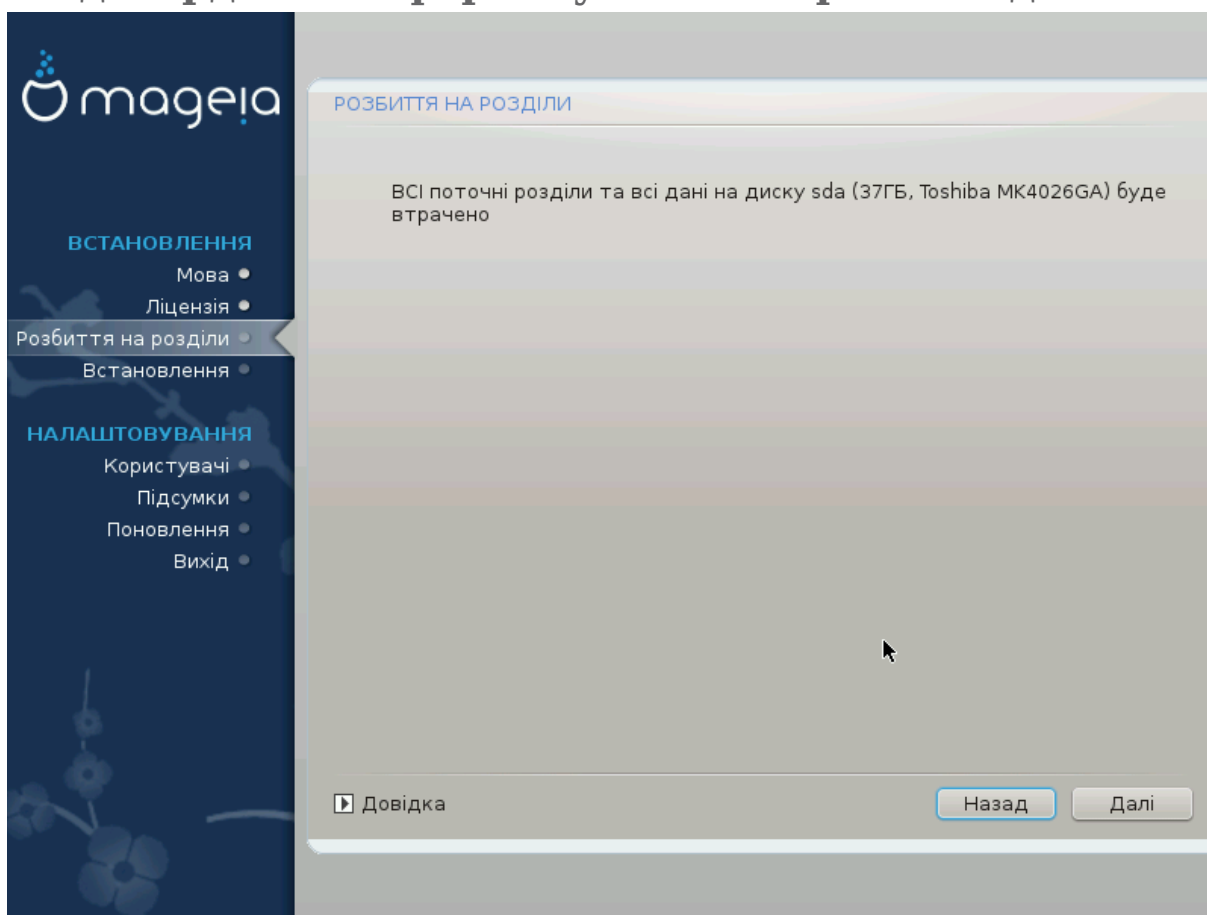 mageia
ВСТАНОВЛЕННЯ
Мова
Ліцензія
Розбиття на розділи
Встановлення
НАЛАШТОВУВАННЯ
Користувачі
Підсумки
Поновлення
Вихід
РОЗБИТТЯ НА РОЗДІЛИ
ВСІ поточні розділи та всі дані на диску sda (37ГБ, Toshiba MK4026GA) буде
втрачено
Довідка
Назад
Далі